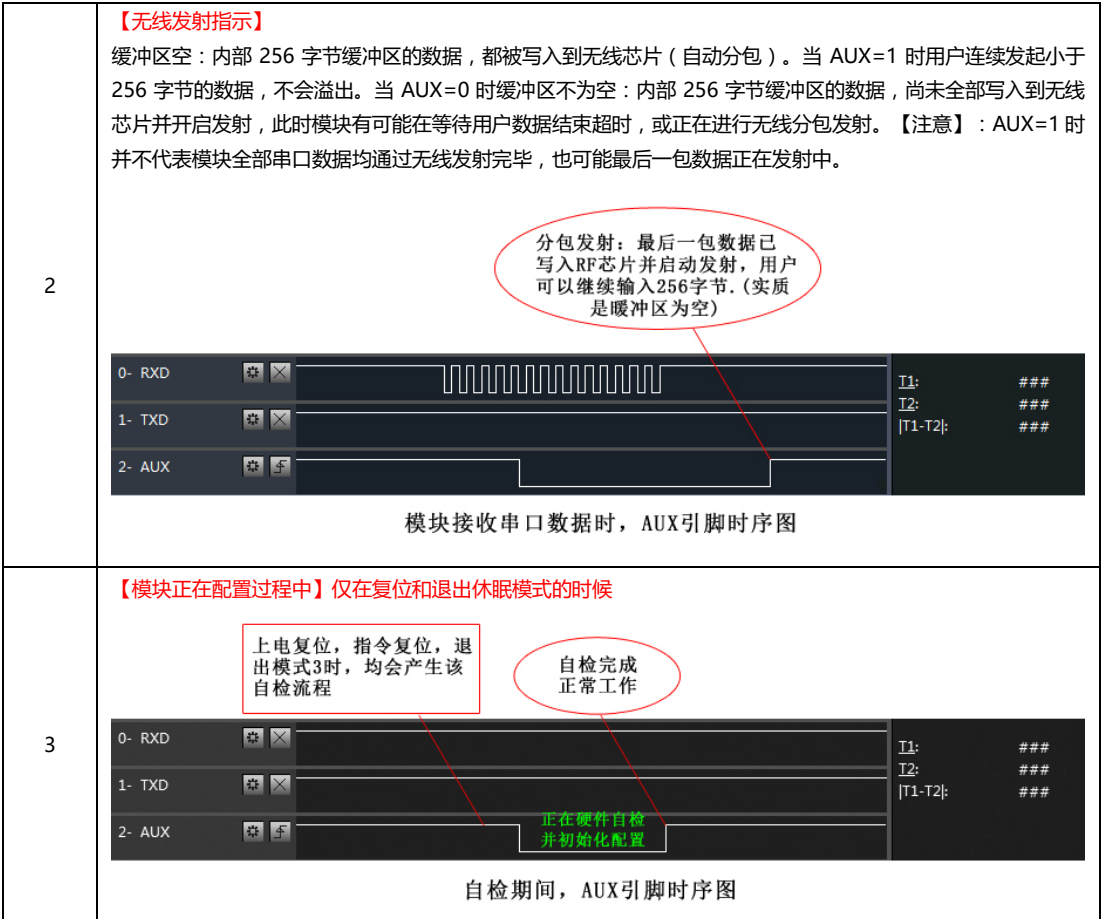 【无线发射指示】
缓冲区空：内部 256 字节缓冲区的数据，都被写入到无线芯片（自动分包）。当 AUX=1 时用户连续发起小于
256 字节的数据，不会溢出。当 AUX=0 时缓冲区不为空：内部 256 字节缓冲区的数据，尚未全部写入到无线
芯片并开启发射，此时模块有可能在等待用户数据结束超时，或正在进行无线分包发射。【注意】：AUX=1 时
并不代表模块全部串口数据均通过无线发射完毕，也可能最后一包数据正在发射中。
2
分包发射：最后一包数据已
写入RF芯片并启动发射，用户
可以继续输入256字节.(实质
是暖冲区为空)
0- RXD
1- TXD
2- AUX
T1: ###
T2: ###
|T1-T2|: ###
模块接收串口数据时，AUX引脚时序图
3
【模块正在配置过程中】仅在复位和退出休眠模式的时候
上电复位，指令复位，退
出模式3时，均会产生该
自检流程
自检完成
正常工作
0- RXD
1- TXD
2- AUX
正在硬件自检
并初始化配置
T1: ###
T2: ###
|T1-T2|: ###
自检期间，AUX引脚时序图